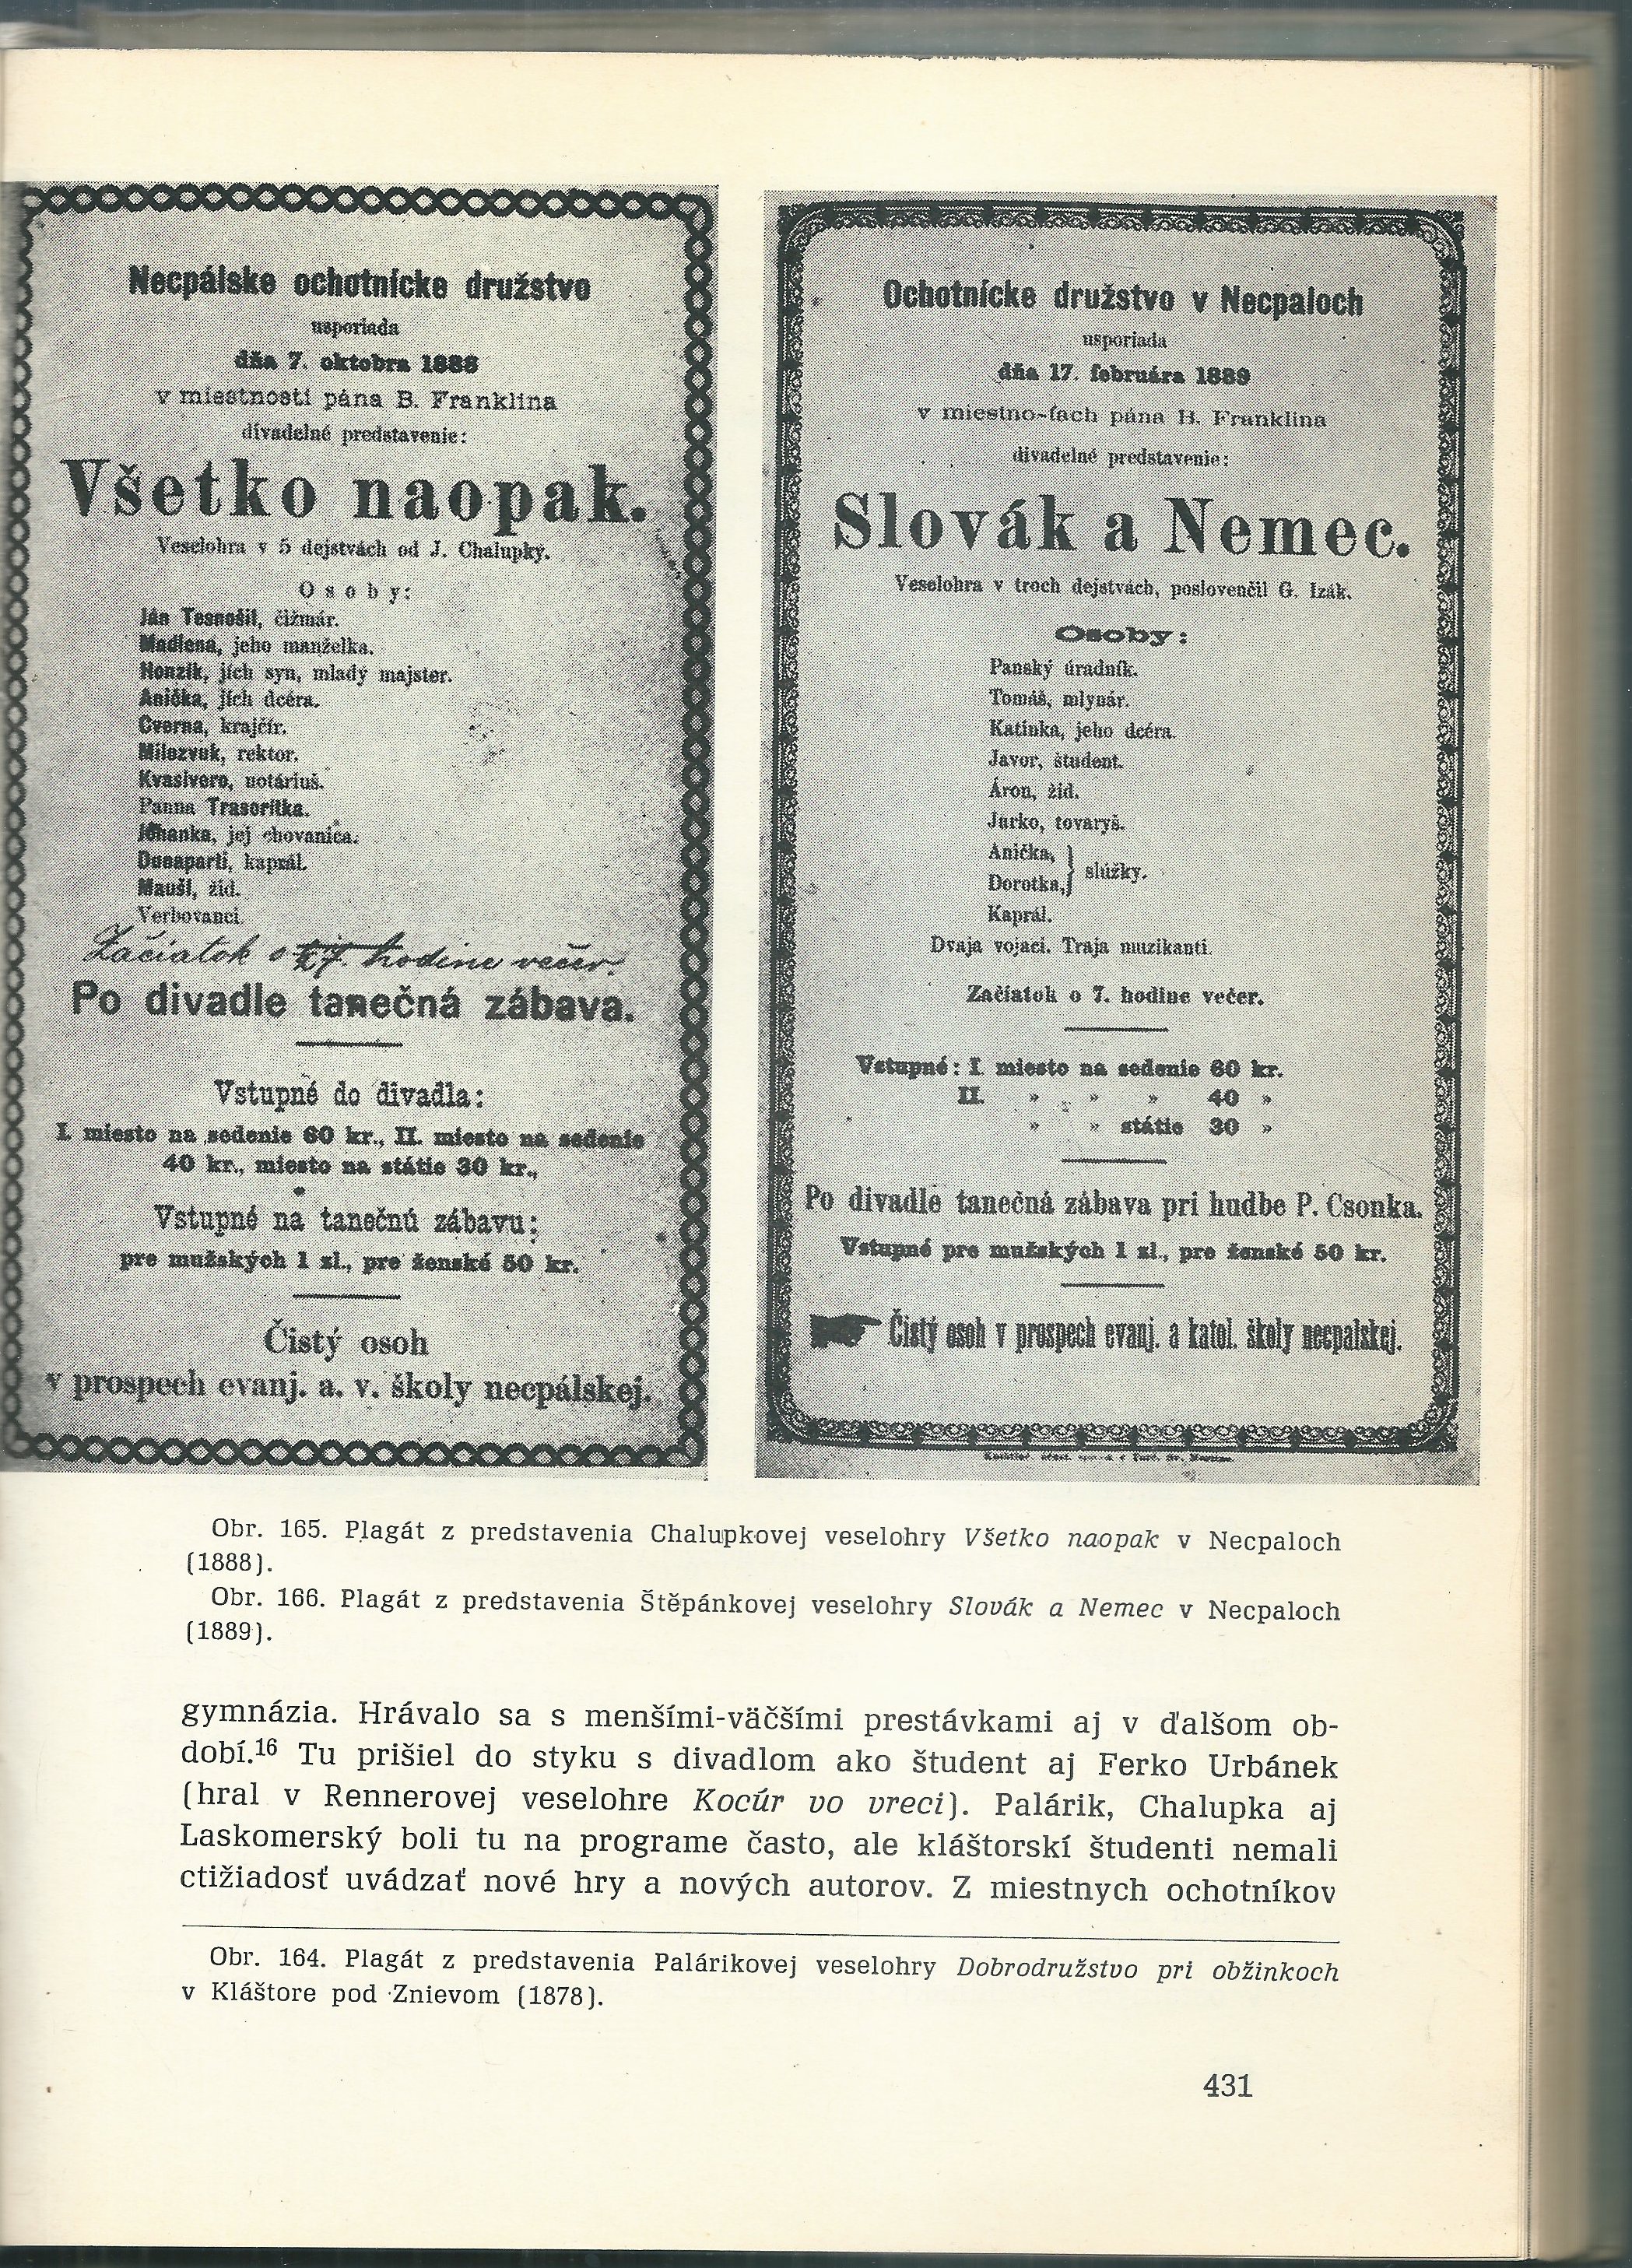 Necpálske ochotnícke družstvo
usporiada
dňa 7. oktobra 1888
v miestnosti pána B. Franklina
divadelné predstavenie:
Všetko naopak.
Veselohra v 5 dejstvách od J. Chalupky.
Osoby:
Ján Tesnošil, čižmár.
Madlena, jeho manželka.
Honzík, jích syn, mladý majster.
Anička, jích dcéra.
Cverna, krajčír.
Milozvuk, rektor.
Kvasivero, notáriuš.
Panna Trasoritka.
Johanka, jej chovanica.
Dunaparti, kaprál.
Maušl, žid.
Verbovanci.
Začiatok o 7. hodine večer.
Po divadle tanečná zábava.
Vstupné do divadla:
I. miesto na sedenie 60 kr., II. miesto na sedenie
40 kr., miesto na státie 30 kr.,
Vstupné na tanečnú zábavu:
pre mužských 1 zl., pre ženské 50 kr.
Čistý osoh
v prospech evanj. a. v. školy necpálskej.
Ochotnícke družstvo v Necpaloch
usporiada
dňa 17. februára 1889
v miestno-ťach pána B. Franklina
divadelné predstavenie:
Slovák a Nemec.
Veselohra v troch dejstvách, poslovenčil G. Izák.
Osoby:
Panský úradník.
Tomáš, mlynár.
Katinka, jeho dcéra.
Javor, študent.
Áron, žid.
Jurko, tovaryš.
Anička,
Dorotka, } slúžky.
Kaprál.
Dvaja vojaci. Traja muzikanti.
Začiatok o 7. hodine večer.
Vstupné: I. miesto na sedenie 60 kr.
II. » » » 40 »
» » státie 30 »
Po divadle tanečná zábava pri hudbe P. Csonka.
Vstupné pre mužských 1 zl., pre ženské 50 kr.
Čistý osoh v prospech evanj. a katol. školy necpalskej.
Obr. 165. Plagát z predstavenia Chalupkovej veselohry Všetko naopak v Necpaloch
(1888).
Obr. 166. Plagát z predstavenia Štěpánkovej veselohry Slovák a Nemec v Necpaloch
(1889).
gymnázia. Hrávalo sa s menšími-väčšími prestávkami aj v ďalšom ob-
dobí.16 Tu prišiel do styku s divadlom ako študent aj Ferko Urbánek
(hral v Rennerovej veselohre Kocúr vo vreci). Palárik, Chalupka aj
Laskomerský boli tu na programe často, ale kláštorskí študenti nemali
ctižiadosť uvádzať nové hry a nových autorov. Z miestnych ochotníkov
Obr. 164. Plagát z predstavenia Palárikovej veselohry Dobrodružstvo pri obžinkoch
v Kláštore pod Znievom (1878).
431